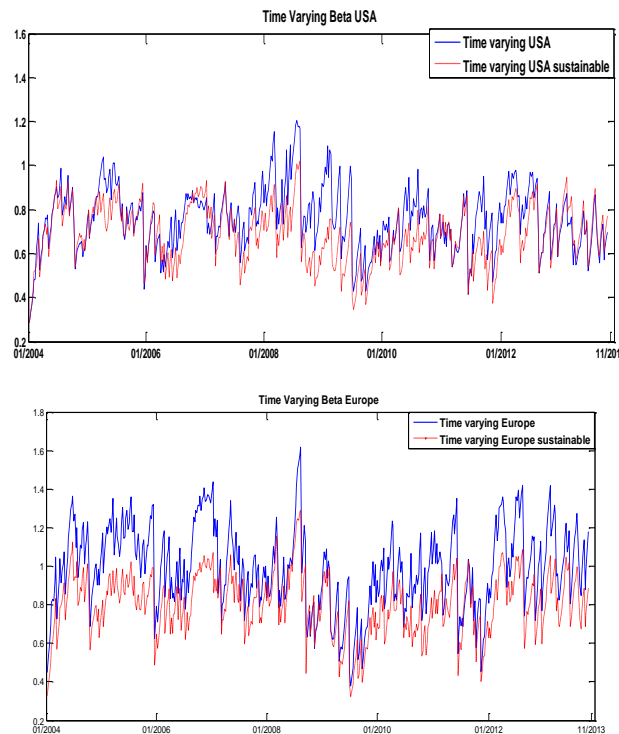 Time Varying Beta USA
Time varying USA
Time varying USA sustainable
1.6
1.4
1.2
1
0.8
0.6
0.4
0.2
01/2004 01/2006 01/2008 01/2010 01/2012 11/201
Time Varying Beta Europe
Time varying Europe
Time varying Europe sustainable
1.8
1.6
1.4
1.2
1
0.8
0.6
0.4
0.2
01/2004 01/2006 01/2008 01/2010 01/2012 11/2013